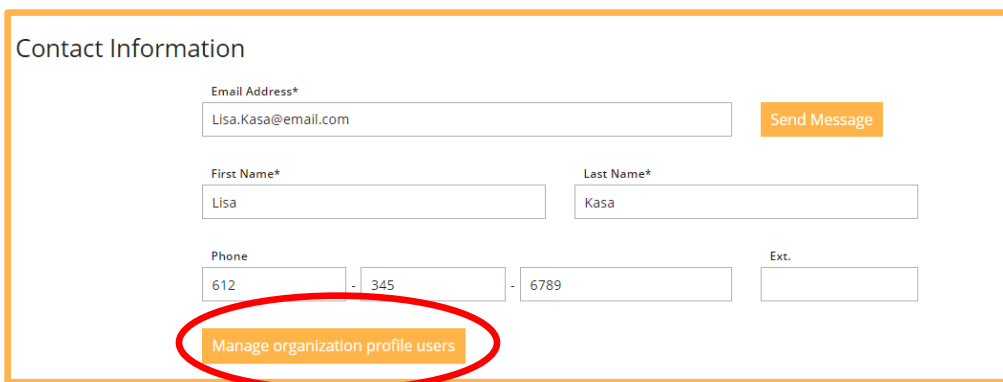 Contact Information
Email Address*
Lisa.Kasa@email.com
Send Message
First Name*
Last Name*
Lisa
Kasa
Phone
Ext.
612 - 345 - 6789
Manage organization profile users